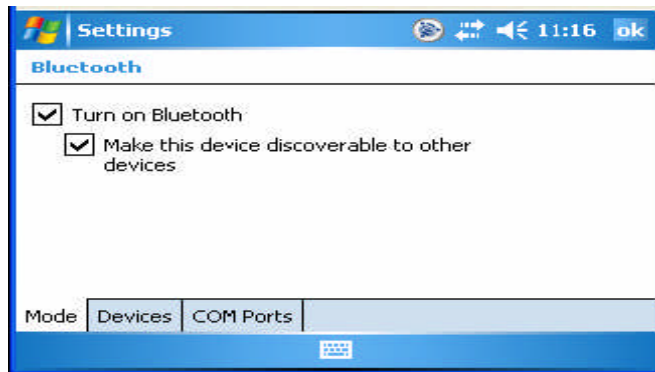 Settings 11:16 ok
Bluetooth
Turn on Bluetooth
Make this device discoverable to other
devices
Mode Devices COM Ports